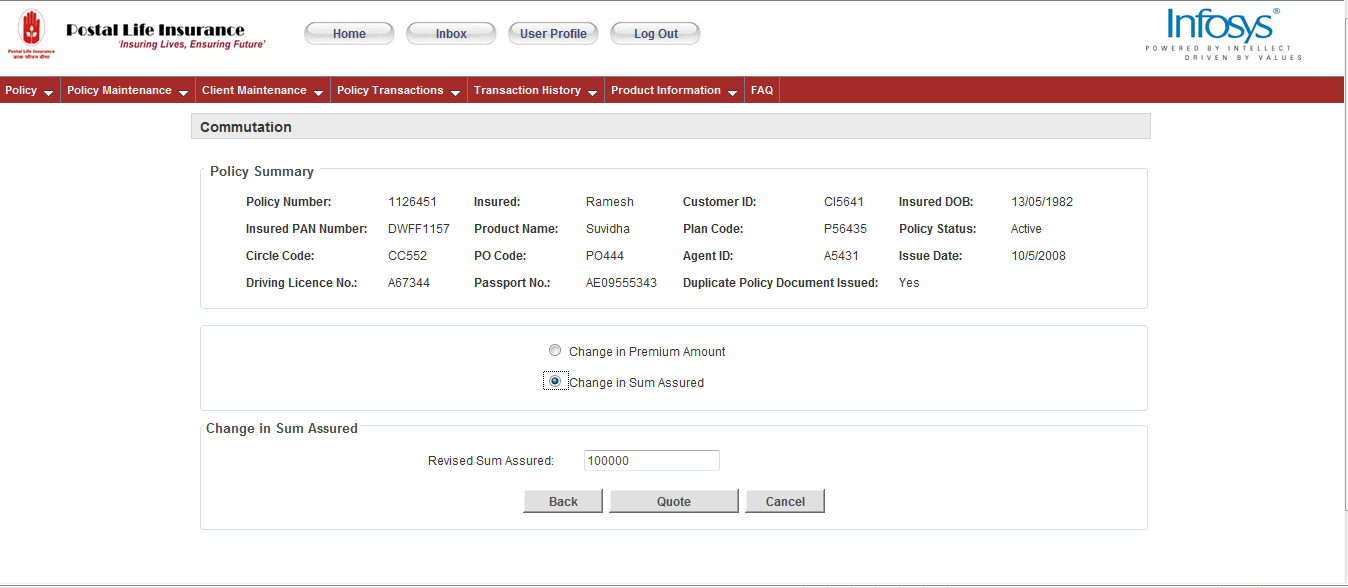 Postal Life Insurance
'Insuring Lives, Ensuring Future'
Postal Life Insurance
डाक जीवन बीमा
Home Inbox User Profile Log Out
Infosys®
POWERED BY INTELLECT
DRIVEN BY VALUES
Policy Policy Maintenance Client Maintenance Policy Transactions Transaction History Product Information FAQ
Commutation
Policy Summary
Policy Number: 1126451 Insured: Ramesh Customer ID: CI5641 Insured DOB: 13/05/1982
Insured PAN Number: DWFF1157 Product Name: Suvidha Plan Code: P56435 Policy Status: Active
Circle Code: CC552 PO Code: PO444 Agent ID: A5431 Issue Date: 10/5/2008
Driving Licence No.: A67344 Passport No.: AE09555343 Duplicate Policy Document Issued: Yes
Change in Premium Amount
Change in Sum Assured
Change in Sum Assured
Revised Sum Assured: 100000
Back Quote Cancel